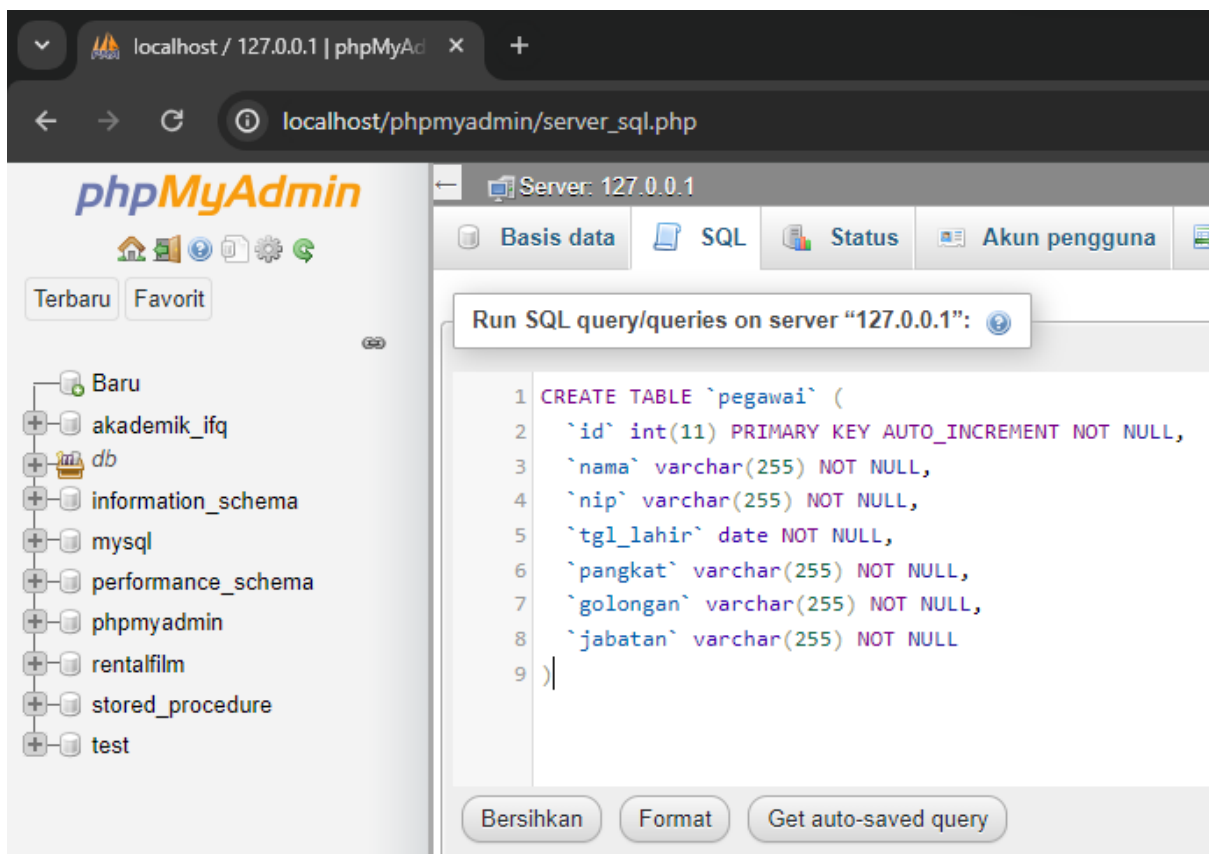 localhost / 127.0.0.1 | phpMyAd
localhost/phpmyadmin/server_sql.php
phpMyAdmin
Terbaru Favorit
Baru
akademik_ifq
db
information_schema
mysql
performance_schema
phpmyadmin
rentalfilm
stored_procedure
test
Server: 127.0.0.1
Basis data SQL Status Akun pengguna
Run SQL query/queries on server “127.0.0.1”:
1 CREATE TABLE `pegawai` (
2 `id` int(11) PRIMARY KEY AUTO_INCREMENT NOT NULL,
3 `nama` varchar(255) NOT NULL,
4 `nip` varchar(255) NOT NULL,
5 `tgl_lahir` date NOT NULL,
6 `pangkat` varchar(255) NOT NULL,
7 `golongan` varchar(255) NOT NULL,
8 `jabatan` varchar(255) NOT NULL
9 )
Bersihkan Format Get auto-saved query